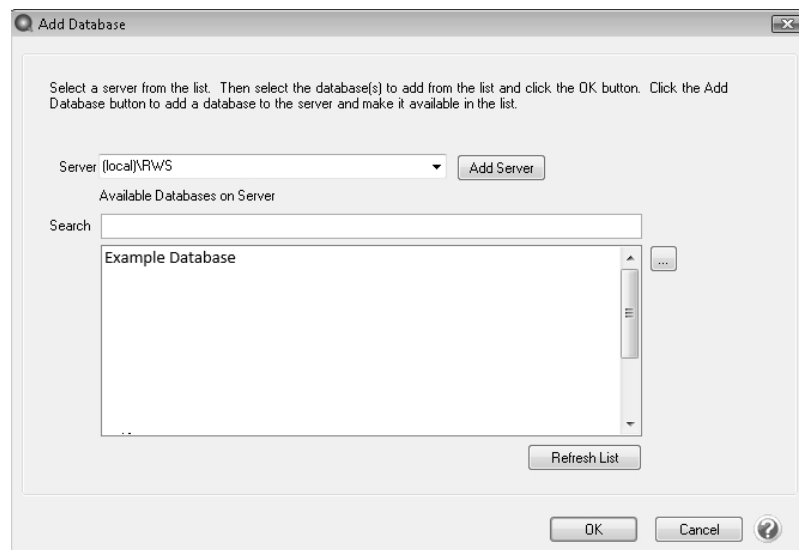 Add Database
Select a server from the list. Then select the database(s) to add from the list and click the OK button. Click the Add
Database button to add a database to the server and make it available in the list.
Server (local)\RWS Add Server
Available Databases on Server
Search
Example Database
...
Refresh List
OK Cancel ?